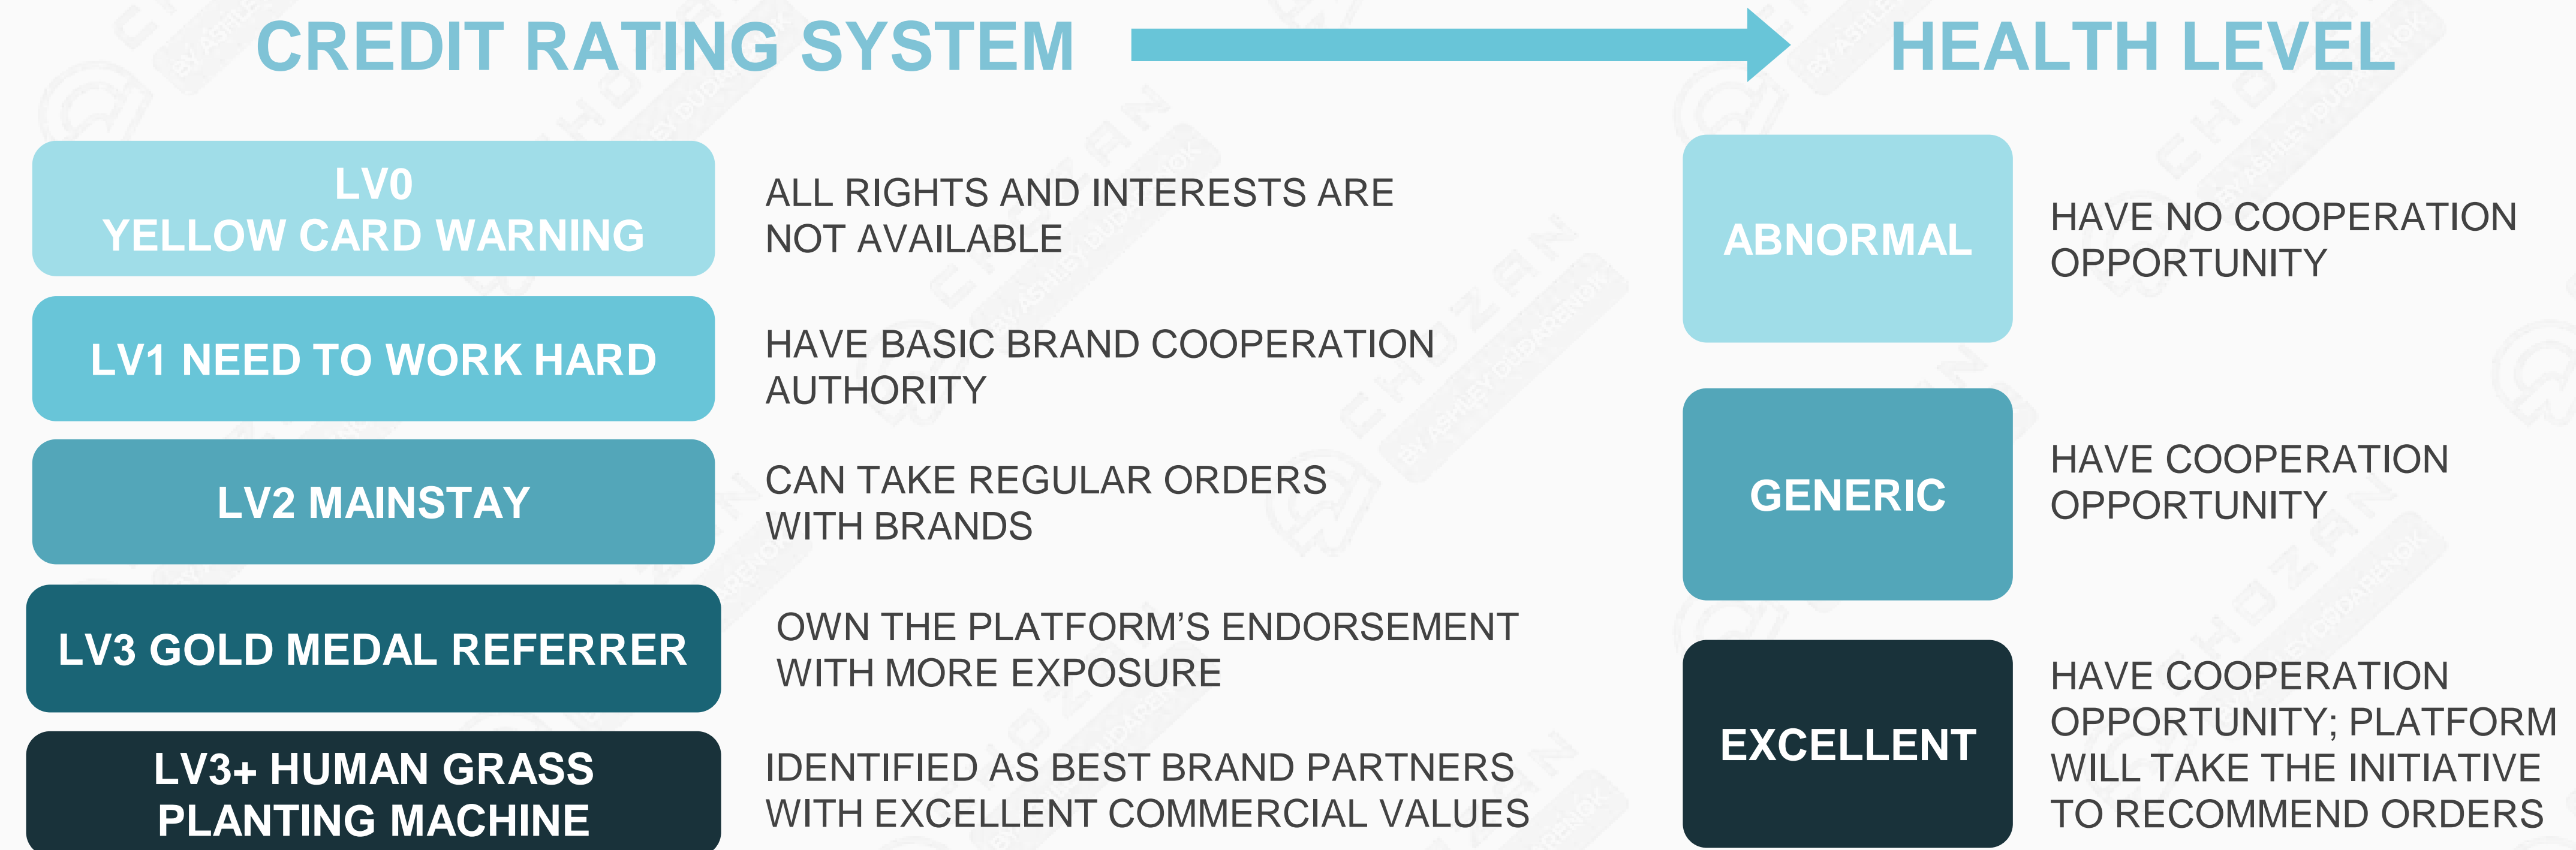 CREDIT RATING SYSTEM
HEALTH LEVEL
LV0
YELLOW CARD WARNING
ALL RIGHTS AND INTERESTS ARE
NOT AVAILABLE
LV1 NEED TO WORK HARD
HAVE BASIC BRAND COOPERATION
AUTHORITY
LV2 MAINSTAY
CAN TAKE REGULAR ORDERS
WITH BRANDS
LV3 GOLD MEDAL REFERRER
OWN THE PLATFORM’S ENDORSEMENT
WITH MORE EXPOSURE
LV3+ HUMAN GRASS
PLANTING MACHINE
IDENTIFIED AS BEST BRAND PARTNERS
WITH EXCELLENT COMMERCIAL VALUES
ABNORMAL
HAVE NO COOPERATION
OPPORTUNITY
GENERIC
HAVE COOPERATION
OPPORTUNITY
EXCELLENT
HAVE COOPERATION
OPPORTUNITY; PLATFORM
WILL TAKE THE INITIATIVE
TO RECOMMEND ORDERS
CHOZAN
BY ASHLEY DUDARENOK